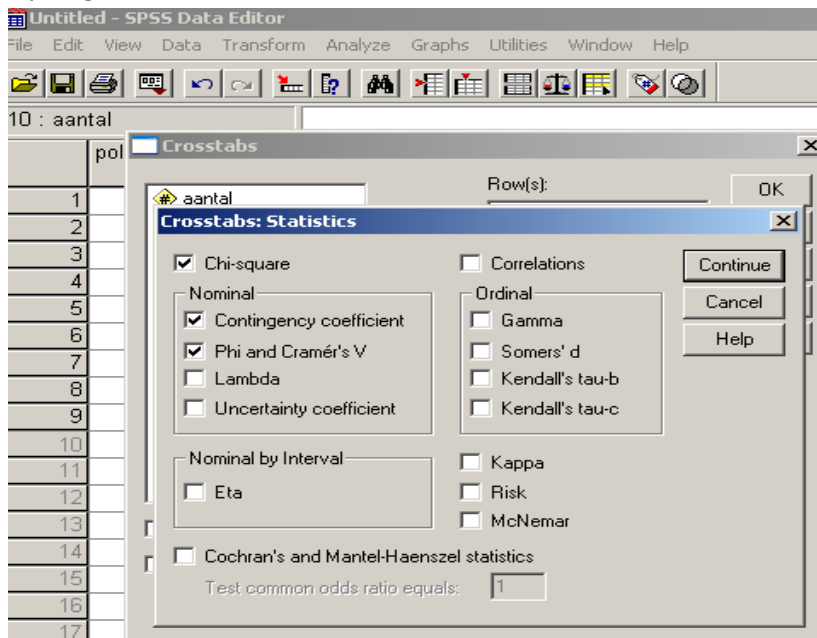 Untitled - SPSS Data Editor
File Edit View Data Transform Analyze Graphs Utilities Window Help
10 : aantal
pol
Crosstabs
aantal
Row(s):
OK
Crosstabs: Statistics
Chi-square
Correlations
Continue
Nominal
Ordinal
Cancel
Contingency coefficient
Gamma
Help
Phi and Cramér's V
Somers' d
Lambda
Kendall's tau-b
Uncertainty coefficient
Kendall's tau-c
Nominal by Interval
Kappa
Eta
Risk
McNemar
Cochran's and Mantel-Haenszel statistics
Test common odds ratio equals: 1
1
2
3
4
5
6
7
8
9
10
11
12
13
14
15
16
17